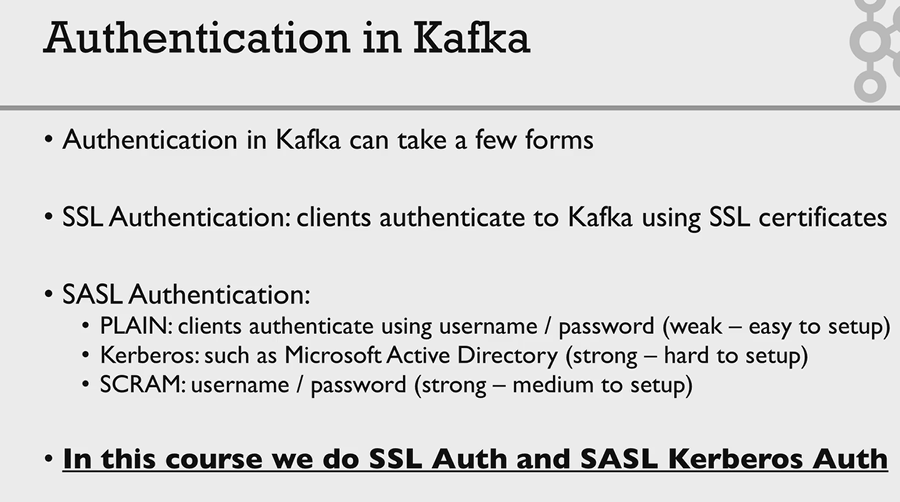 Authentication in Kafka
• Authentication in Kafka can take a few forms
• SSL Authentication: clients authenticate to Kafka using SSL certificates
• SASL Authentication:
• PLAIN: clients authenticate using username / password (weak – easy to setup)
• Kerberos: such as Microsoft Active Directory (strong – hard to setup)
• SCRAM: username / password (strong – medium to setup)
• In this course we do SSL Auth and SASL Kerberos Auth